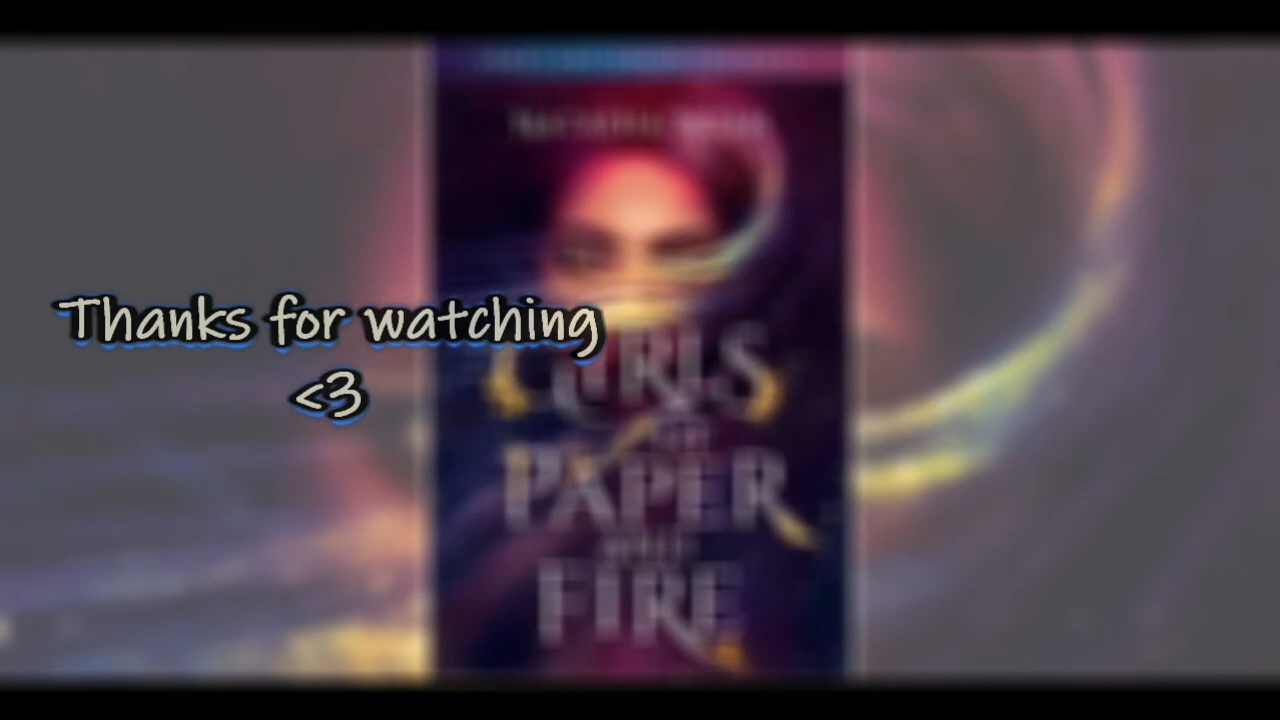 Thanks for watching
<3
GIRLS
OF
PAPER
AND
FIRE